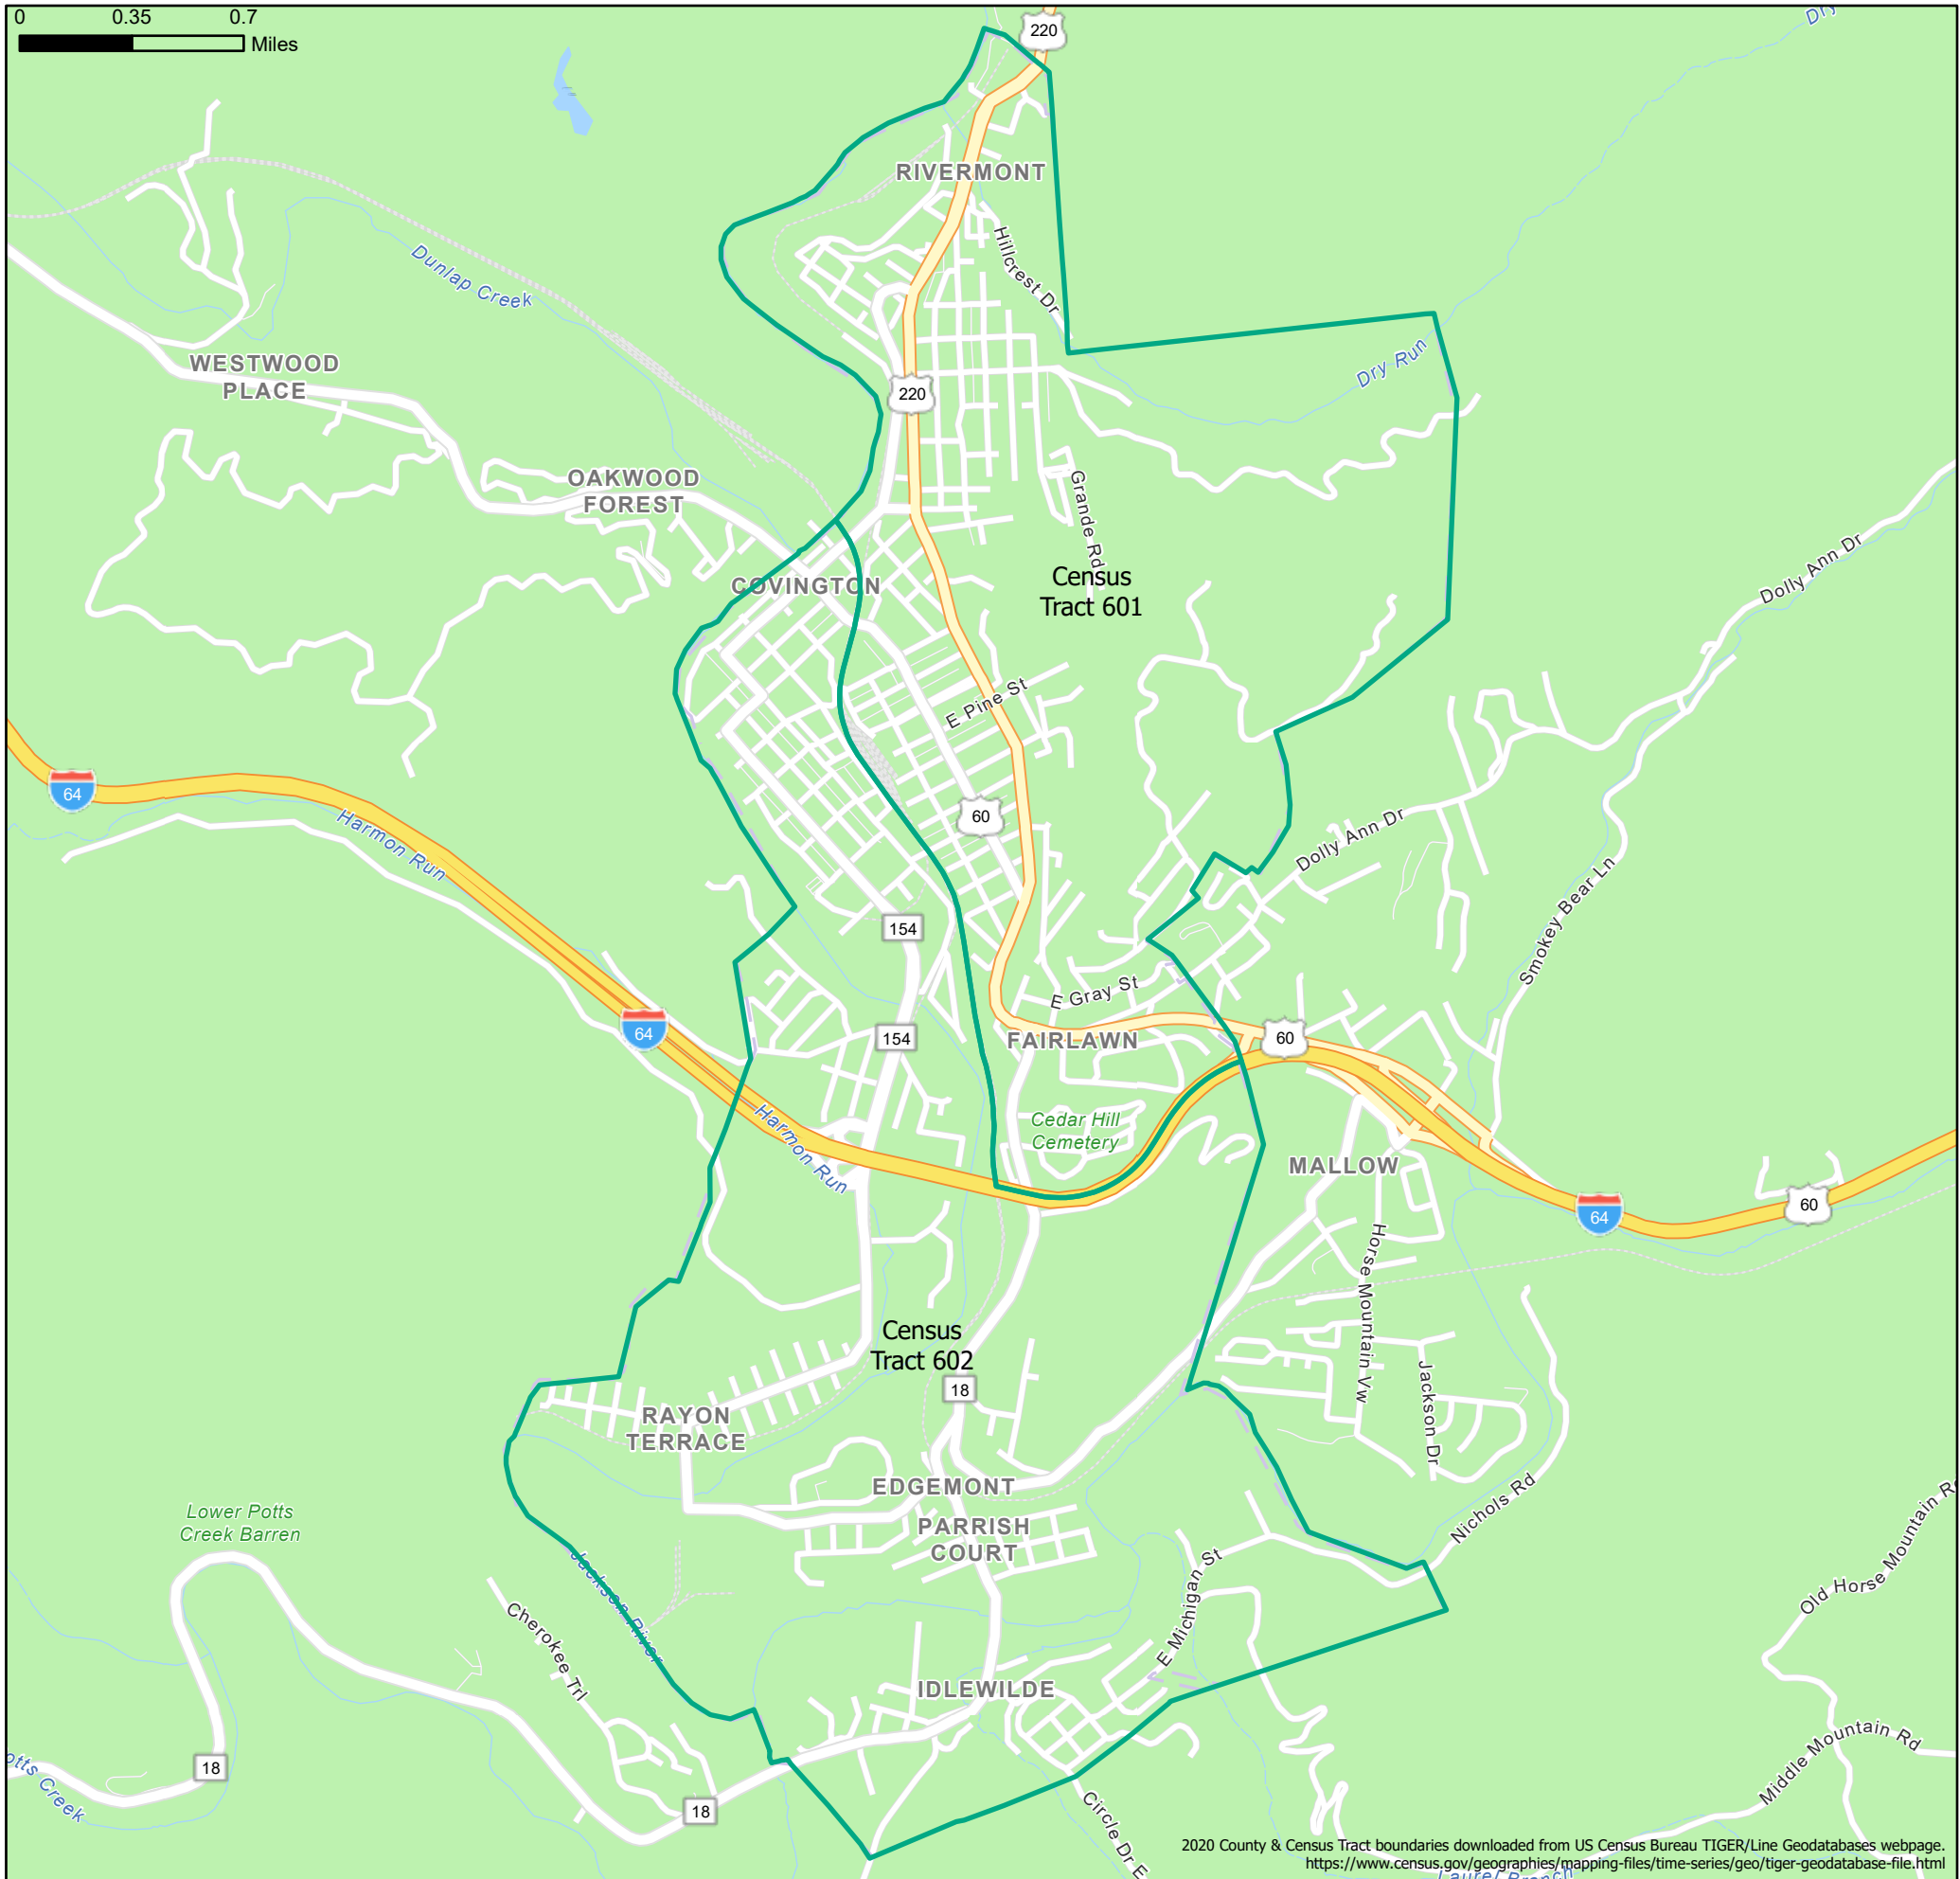 0 0.35 0.7
Miles
220
Dry
RIVERMONT
Hillcrest Dr
Dunlap Creek
WESTWOOD
PLACE
Dry Run
220
OAKWOOD
FOREST
Grande Rd
COVINGTON
Census
Tract 601
Dolly Ann Dr
E Pine St
64
Harmon Run
60
Dolly Ann Dr
Smokey Bear Ln
154
E Gray St
64
154
FAIRLAWN
60
Harmon Run
Cedar Hill
Cemetery
MALLOW
64
60
Horse Mountain Vw
Census
Tract 602
18
Jackson Dr
RAYON
TERRACE
EDGEMONT
Nichols Rd
Lower Potts
Creek Barren
PARRISH
COURT
Jackson River
E Michigan St
Old Horse Mountain Rd
Cherokee Trl
IDLEWILDE
Middle Mountain Rd
18
otts Creek
18
Circle Dr E
2020 County & Census Tract boundaries downloaded from US Census Bureau TIGER/Line Geodatabases webpage.
https://www.census.gov/geographies/mapping-files/time-series/geo/tiger-geodatabase-file.html
Laurel Branch